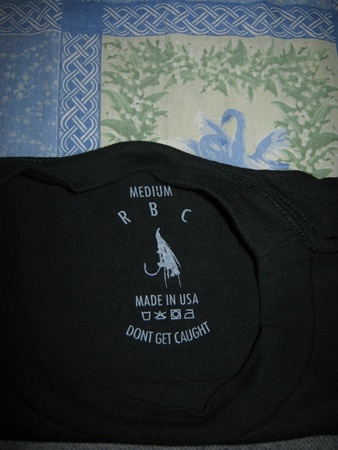 MEDIUM
R B C
MADE IN USA
DONT GET CAUGHT